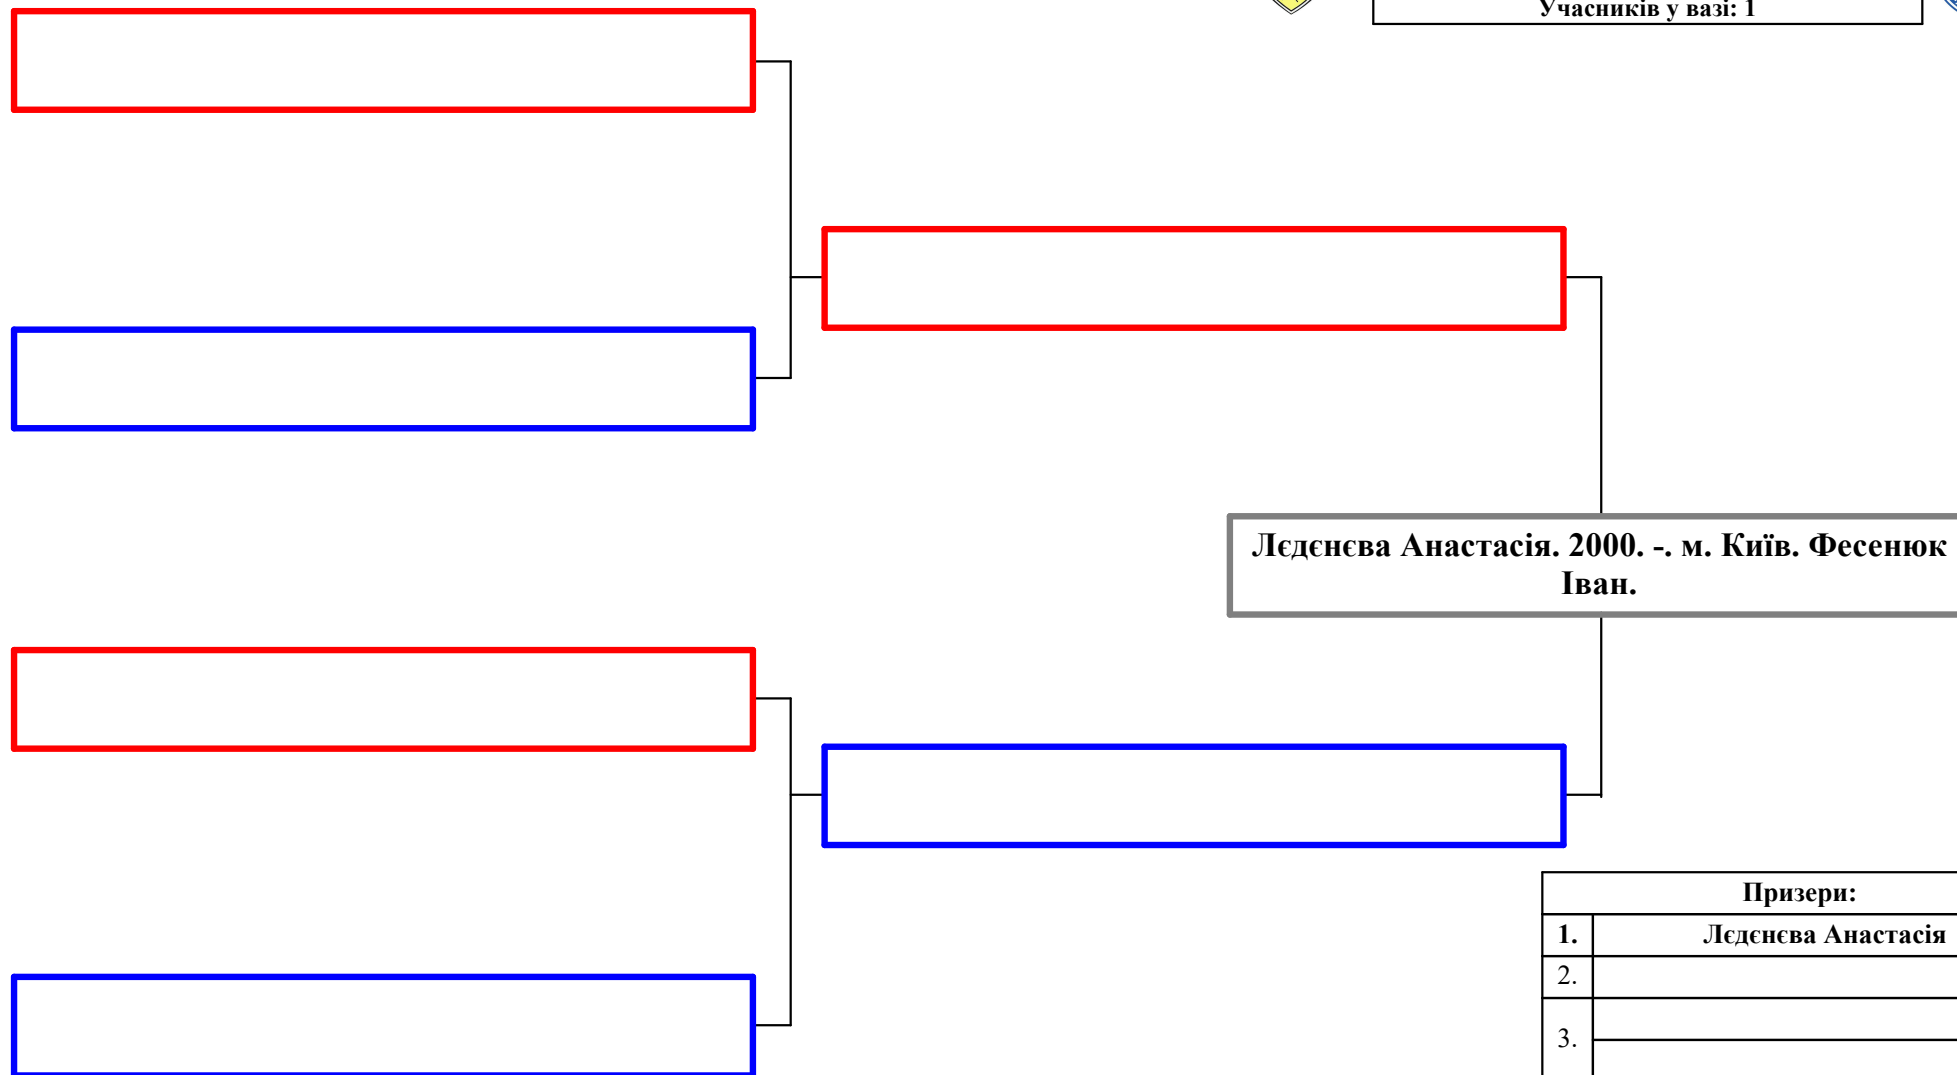 Учасників у вазі: 1
Лєдєнєва Анастасія. 2000. -. м. Київ. Фесенюк
Іван.
Призери:
1. Лєдєнєва Анастасія
2.
3.